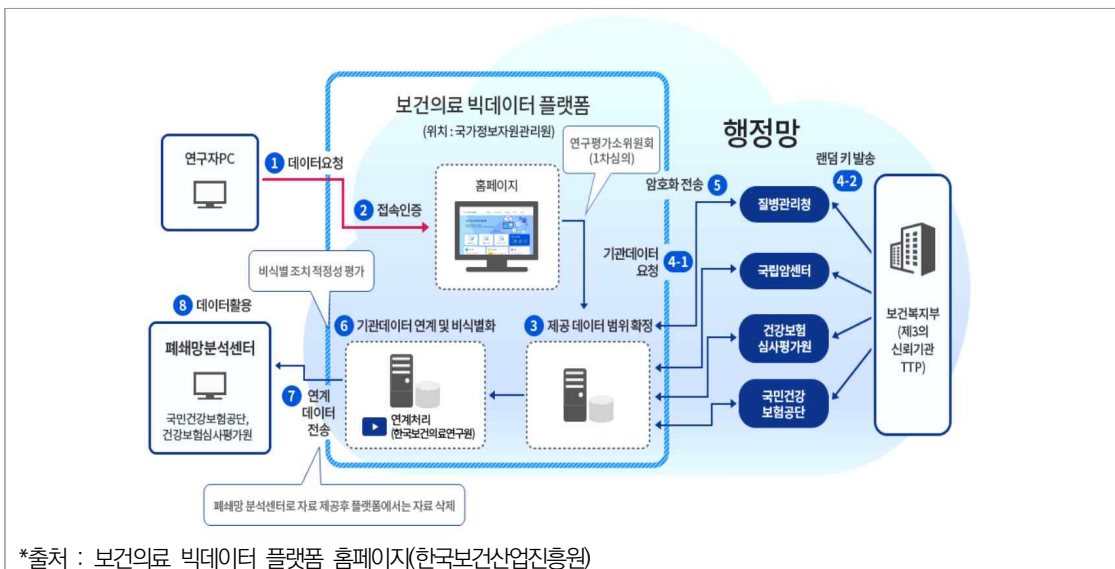 보건의료 빅데이터 플랫폼
(위치 : 국가정보자원관리원)
행정망
연구자PC
1 데이터요청
2 접속인증
홈페이지
연구평가소위원회
(1차심의)
암호화 전송 5
랜덤 키 발송
4-2
질병관리청
기관데이터
요청 4-1
국립암센터
건강보험
심사평가원
국민건강
보험공단
보건복지부
(제3의
신뢰기관
TTP)
비식별 조치 적정성 평가
8 데이터활용
6 기관데이터 연계 및 비식별화
3 제공 데이터 범위 확정
폐쇄망분석센터
국민건강보험공단,
건강보험심사평가원
7 연계
데이터
전송
연계처리
(한국보건의료연구원)
폐쇄망 분석센터로 자료 제공후 플랫폼에서는 자료 삭제
*출처 : 보건의료 빅데이터 플랫폼 홈페이지(한국보건산업진흥원)